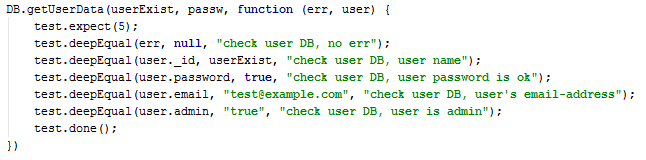 DB.getUserData(userExist, passw, function (err, user) {
    test.expect(5);
    test.deepEqual(err, null, "check user DB, no err");
    test.deepEqual(user._id, userExist, "check user DB, user name");
    test.deepEqual(user.password, true, "check user DB, user password is ok");
    test.deepEqual(user.email, "test@example.com", "check user DB, user's email-address");
    test.deepEqual(user.admin, "true", "check user DB, user is admin");
    test.done();
})